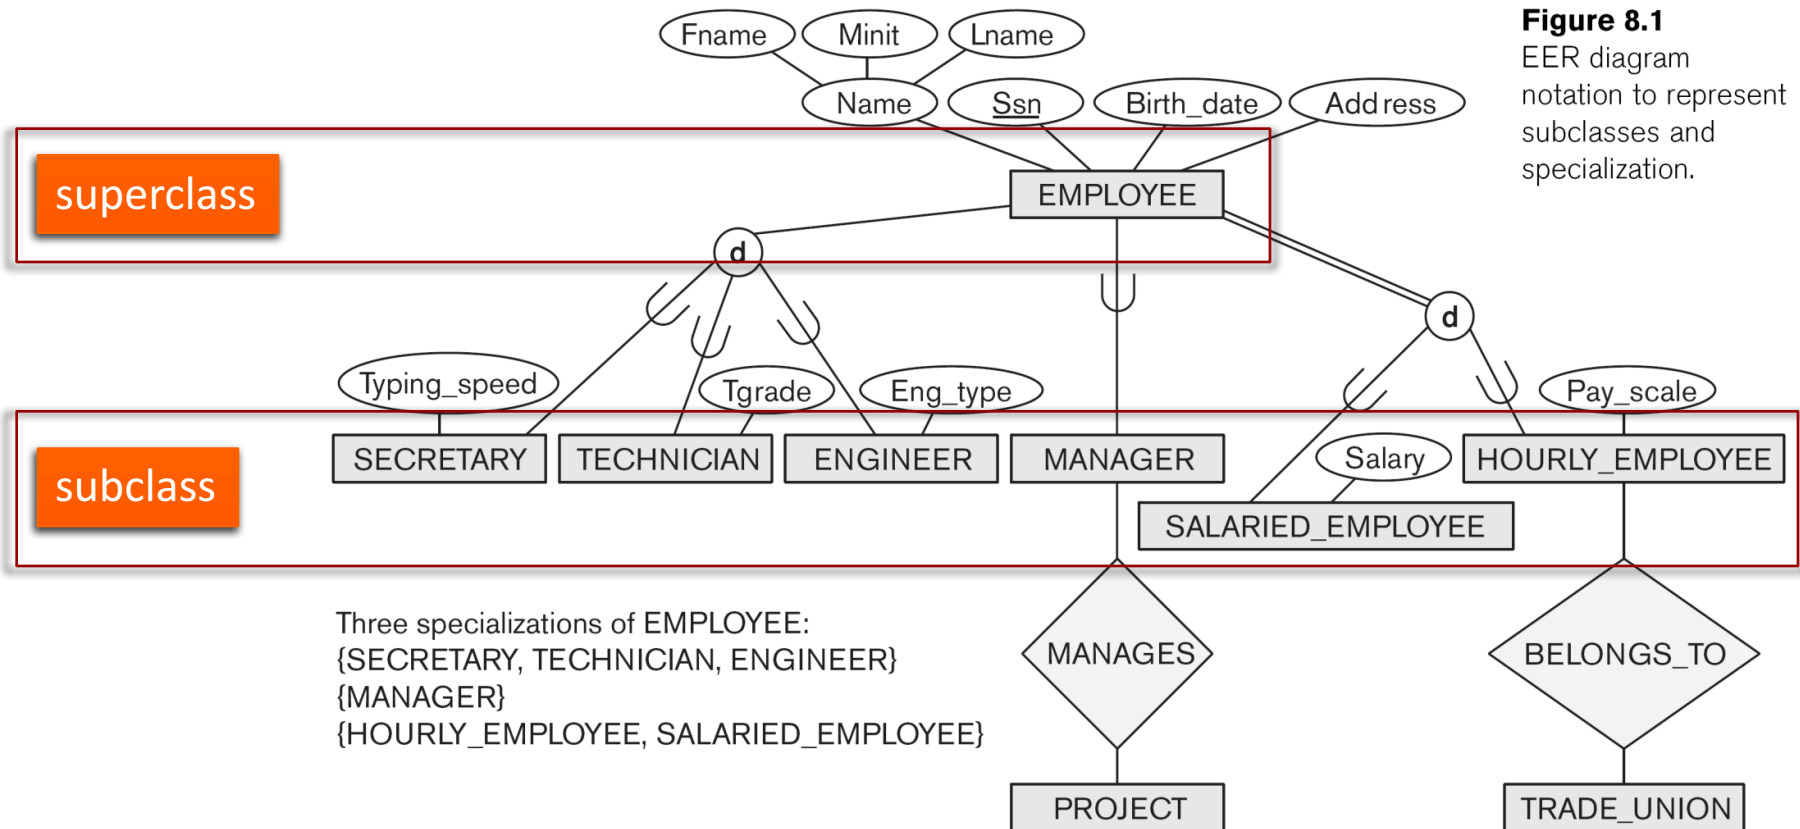 Figure 8.1
EER diagram
notation to represent
subclasses and
specialization.
Fname Minit Lname
Name Ssn Birth_date Address
superclass
EMPLOYEE
d
d
Typing_speed Tgrade Eng_type Pay_scale
subclass
SECRETARY TECHNICIAN ENGINEER MANAGER Salary HOURLY_EMPLOYEE
SALARIED_EMPLOYEE
Three specializations of EMPLOYEE:
{SECRETARY, TECHNICIAN, ENGINEER}
{MANAGER}
{HOURLY_EMPLOYEE, SALARIED_EMPLOYEE}
MANAGES BELONGS_TO
PROJECT TRADE_UNION